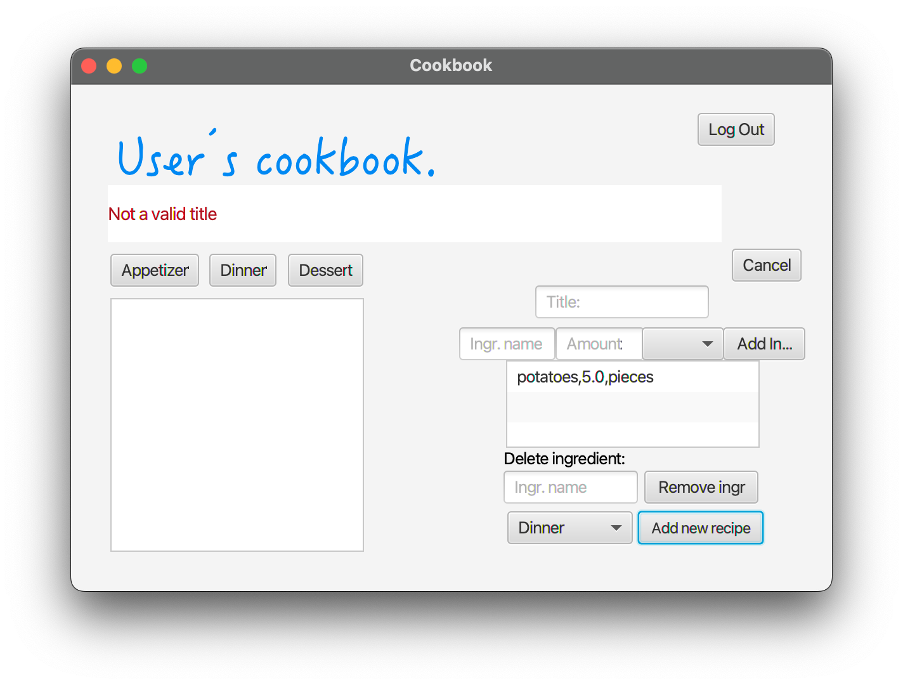 Cookbook
Log Out
User's cookbook.
Not a valid title
Appetizer Dinner Dessert
Cancel
Title:
Ingr. name Amount: Add In...
potatoes,5.0,pieces
Delete ingredient:
Ingr. name Remove ingr
Dinner Add new recipe